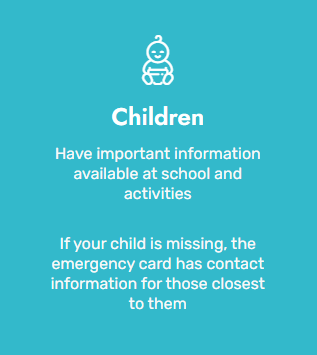 Children
Have important information
available at school and
activities
If your child is missing, the
emergency card has contact
information for those closest
to them